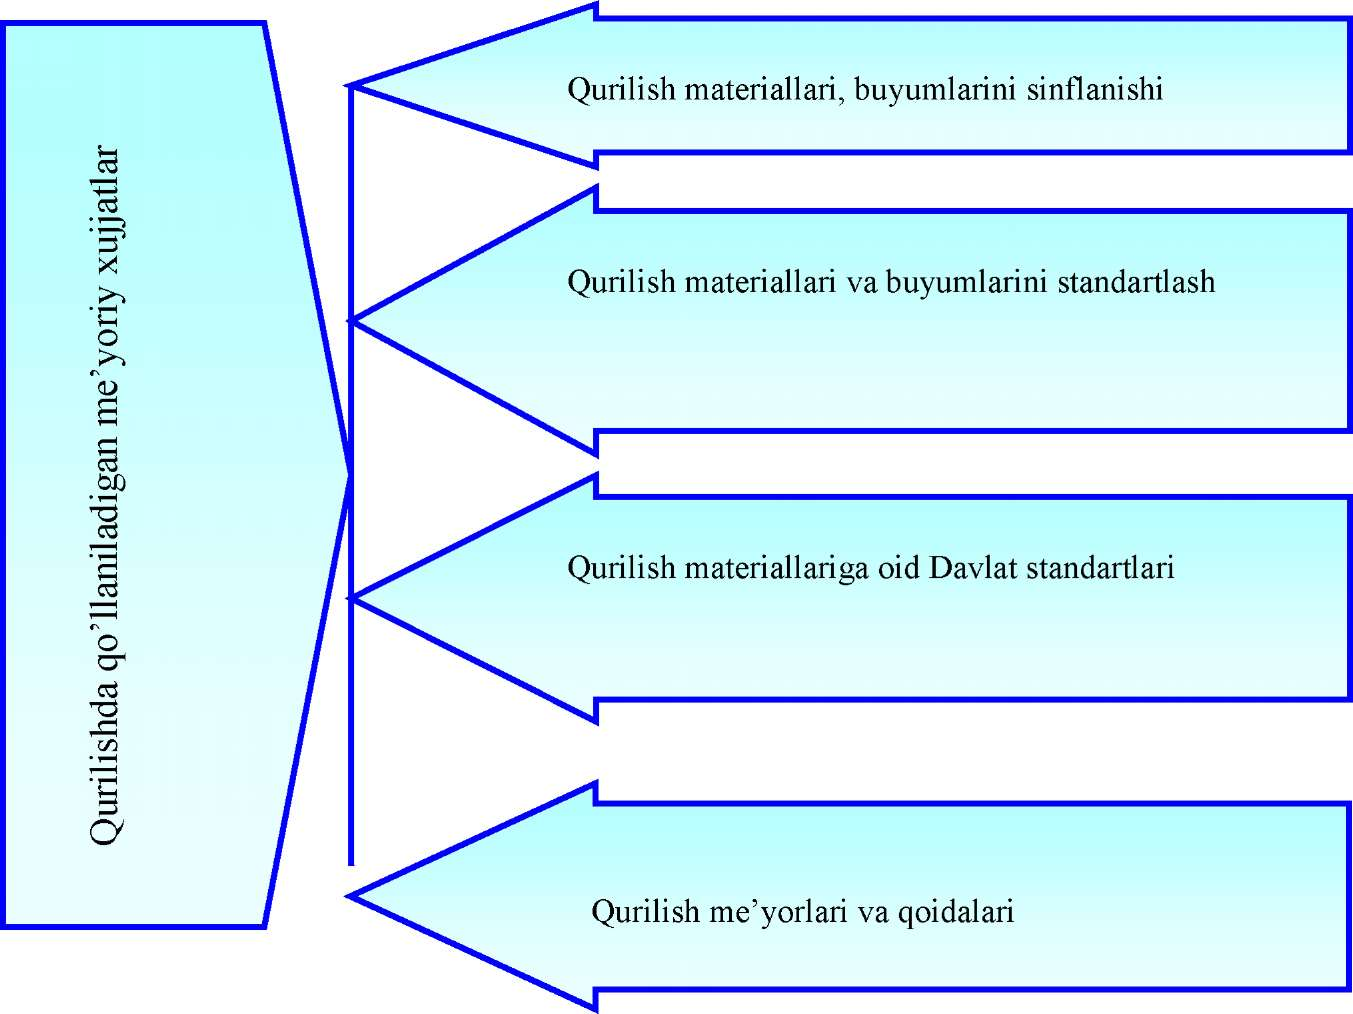 Qurilishda qo’llaniladigan me’yoriy xujjatlar
Qurilish materiallari, buyumlarini sinflanishi
Qurilish materiallari va buyumlarini standartlash
Qurilish materiallariga oid Davlat standartlari
Qurilish me’yorlari va qoidalari